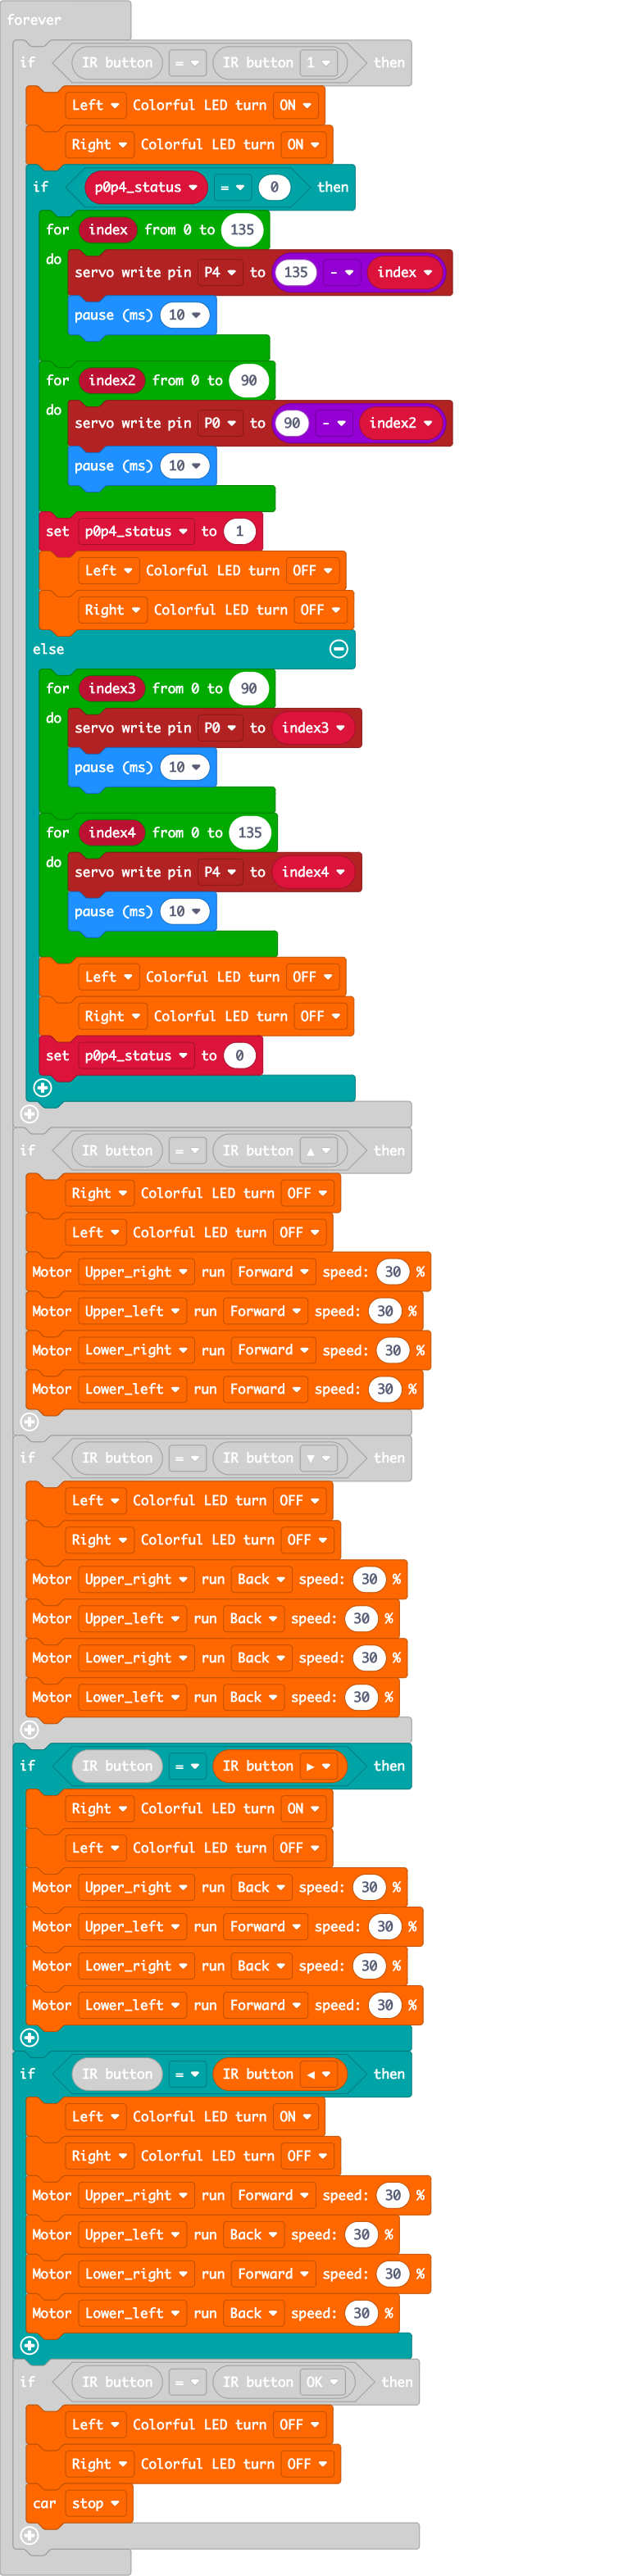 forever
if IR button = IR button 1 then
Left Colorful LED turn ON
Right Colorful LED turn ON
if p0p4_status = 0 then
for index from 0 to 135
do servo write pin P4 to 135 - index
pause (ms) 10
for index2 from 0 to 90
do servo write pin P0 to 90 - index2
pause (ms) 10
set p0p4_status to 1
Left Colorful LED turn OFF
Right Colorful LED turn OFF
else
for index3 from 0 to 90
do servo write pin P0 to index3
pause (ms) 10
for index4 from 0 to 135
do servo write pin P4 to index4
pause (ms) 10
Left Colorful LED turn OFF
Right Colorful LED turn OFF
set p0p4_status to 0
if IR button = IR button ▲ then
Right Colorful LED turn OFF
Left Colorful LED turn OFF
Motor Upper_right run Forward speed: 30 %
Motor Upper_left run Forward speed: 30 %
Motor Lower_right run Forward speed: 30 %
Motor Lower_left run Forward speed: 30 %
if IR button = IR button ▼ then
Left Colorful LED turn OFF
Right Colorful LED turn OFF
Motor Upper_right run Back speed: 30 %
Motor Upper_left run Back speed: 30 %
Motor Lower_right run Back speed: 30 %
Motor Lower_left run Back speed: 30 %
if IR button = IR button ► then
Right Colorful LED turn ON
Left Colorful LED turn OFF
Motor Upper_right run Back speed: 30 %
Motor Upper_left run Forward speed: 30 %
Motor Lower_right run Back speed: 30 %
Motor Lower_left run Forward speed: 30 %
if IR button = IR button ◄ then
Left Colorful LED turn ON
Right Colorful LED turn OFF
Motor Upper_right run Forward speed: 30 %
Motor Upper_left run Back speed: 30 %
Motor Lower_right run Forward speed: 30 %
Motor Lower_left run Back speed: 30 %
if IR button = IR button OK then
Left Colorful LED turn OFF
Right Colorful LED turn OFF
car stop